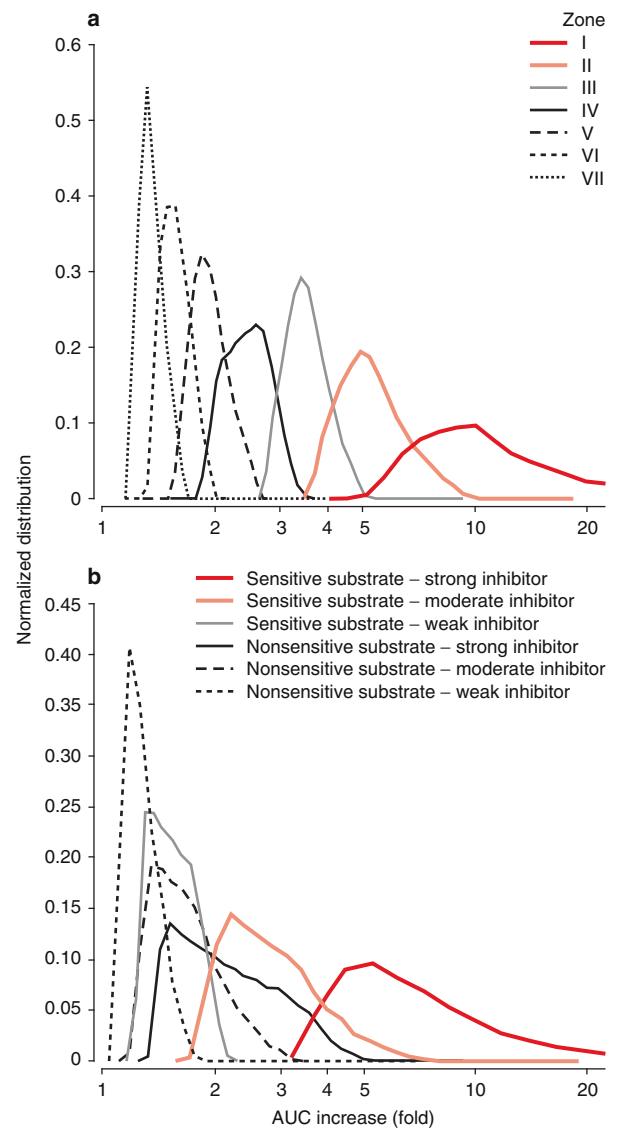 a
Zone
I
II
III
IV
V
VI
VII
0.6
0.5
0.4
0.3
0.2
0.1
0
1 2 3 4 5 10 20
Normalized distribution
b
Sensitive substrate – strong inhibitor
Sensitive substrate – moderate inhibitor
Sensitive substrate – weak inhibitor
Nonsensitive substrate – strong inhibitor
Nonsensitive substrate – moderate inhibitor
Nonsensitive substrate – weak inhibitor
0.45
0.40
0.35
0.30
0.25
0.20
0.15
0.10
0.05
0
1 2 3 4 5 10 20
AUC increase (fold)